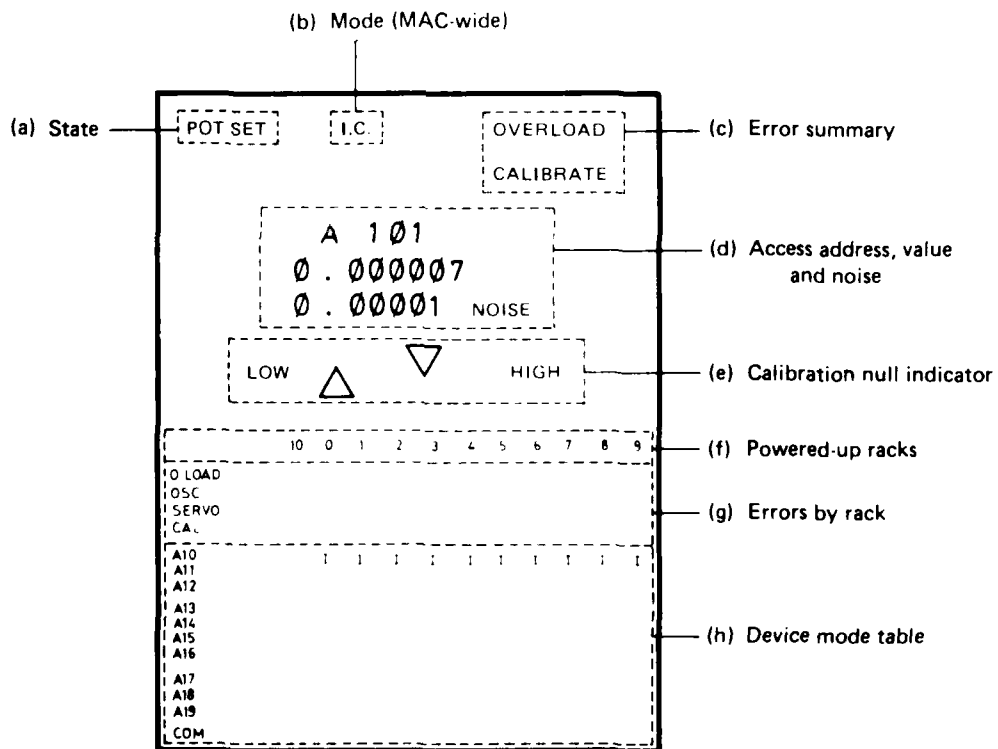 (b) Mode (MAC-wide)
(a) State
POT SET
I.C.
OVERLOAD
CALIBRATE
(c) Error summary
A 1Ø1
Ø.ØØØØØ7
Ø.ØØØØ1 NOISE
(d) Access address, value
and noise
LOW
HIGH
(e) Calibration null indicator
10 0 1 2 3 4 5 6 7 8 9
(f) Powered-up racks
O LOAD
OSC
SERVO
CAL
(g) Errors by rack
A10 I I I I I I I I I I
A11
A12
A13
A14
A15
A16
(h) Device mode table
A17
A18
A19
COM